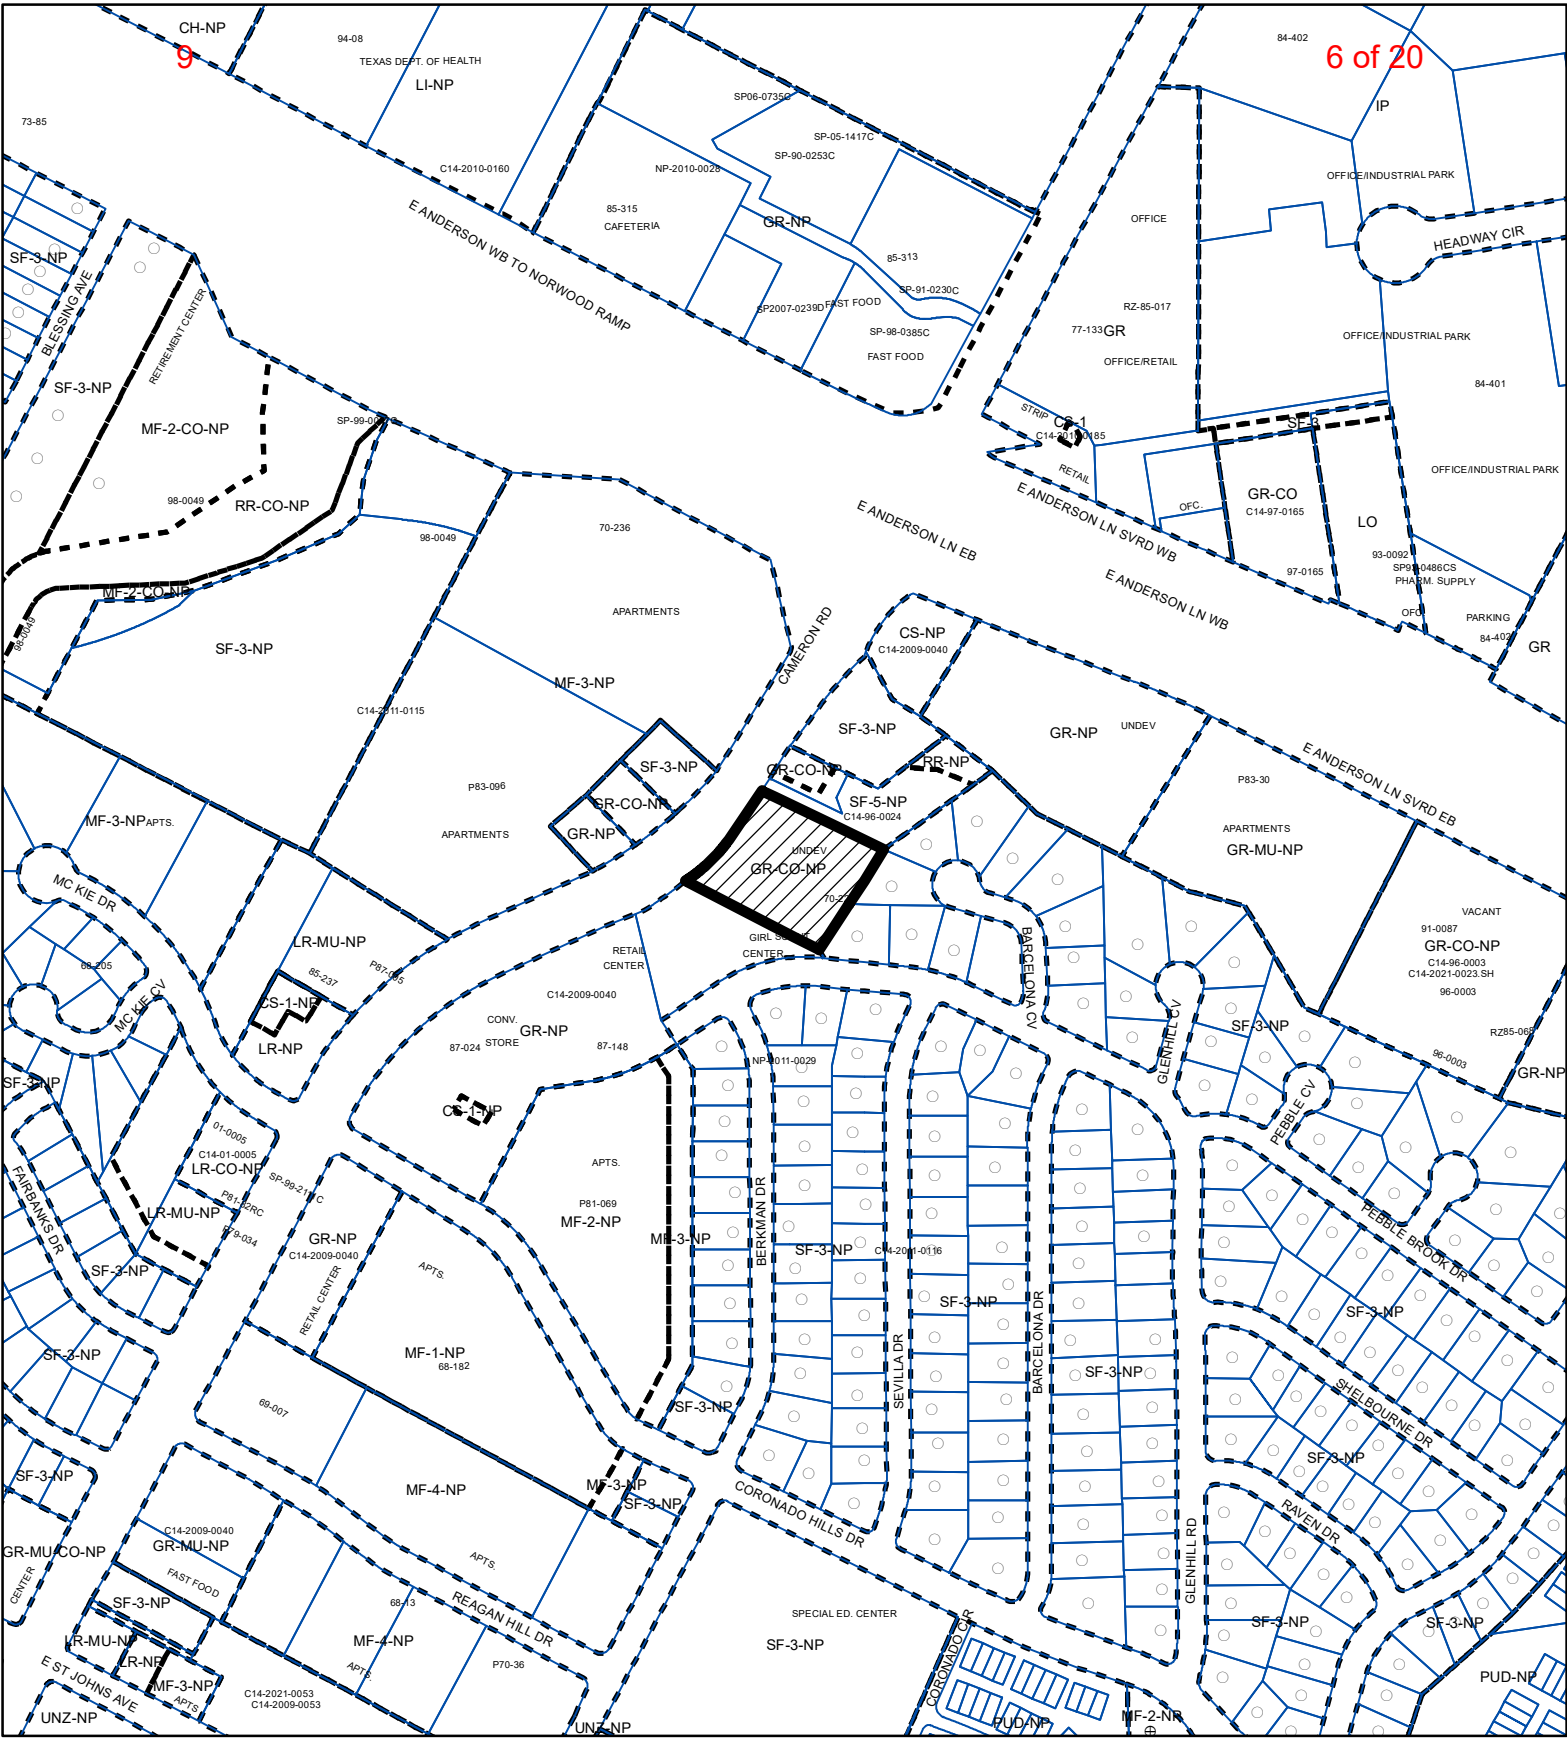 CH-NP
9
94-08
TEXAS DEPT. OF HEALTH
LI-NP
84-402
6 of 20
IP
73-85
SP06-0735C
SP-05-1417C
SP-90-0253C
C14-2010-0160
NP-2010-0028
OFFICE/INDUSTRIAL PARK
85-315
CAFETERIA
GR-NP
OFFICE
HEADWAY CIR
E ANDERSON WB TO NORWOOD RAMP
SF-3-NP
BLESSING AVE
RETIREMENT CENTER
85-313
SP-91-0230C
SP2007-0239D
FAST FOOD
SP-98-0385C
FAST FOOD
RZ-85-017
77-133
GR
OFFICE/RETAIL
OFFICE/INDUSTRIAL PARK
84-401
SF-3-NP
MF-2-CO-NP
STRIP
CS-1
C14-2010-0185
SF-3
RETAIL
OFFICE/INDUSTRIAL PARK
98-0049
RR-CO-NP
E ANDERSON LN SVRD WB
OFC.
GR-CO
C14-97-0165
LO
98-0049
70-236
E ANDERSON LN EB
93-0092
PHARM. SUPPLY
97-0165
E ANDERSON LN WB
MF-2-CO-NP
98-0049
APARTMENTS
OFC.
PARKING
84-402
GR
SF-3-NP
CAMERON RD
CS-NP
C14-2009-0040
MF-3-NP
C14-2011-0115
SF-3-NP
GR-NP
UNDEV
E ANDERSON LN SVRD EB
SF-3-NP
GR-CO-NP
RR-NP
P83-096
P83-30
GR-CO-NP
SF-5-NP
C14-96-0024
MF-3-NP
APTS.
APARTMENTS
GR-NP
APARTMENTS
GR-MU-NP
UNDEV
GR-CO-NP
MC KIE DR
VACANT
91-0087
GR-CO-NP
C14-96-0003
C14-2021-0023.SH
96-0003
LR-MU-NP
RETAIL
CENTER
CENTER
BARCELONA CV
68-205
85-237
P87-095
C14-2009-0040
CS-1-NP
MC KIE CV
GLENHILL CV
CONV.
STORE
GR-NP
SF-3-NP
RZ85-068
87-024
87-148
LR-NP
NP-2011-0029
96-0003
GR-NP
SF-3-NP
CS-1-NP
PEBBLE CV
01-0005
C14-01-0005
LR-CO-NP
APTS.
FAIRBANKS DR
SP-99-2111C
P81-069
MF-2-NP
BERKMAN DR
LR-MU-NP
P79-034
GR-NP
C14-2009-0040
MF-3-NP
SF-3-NP
C14-2011-0116
PEBBLE BROOK DR
SF-3-NP
APTS.
RETAIL CENTER
SF-3-NP
SF-3-NP
SF-3-NP
MF-1-NP
68-182
SEVILLA DR
BARCELONA DR
SF-3-NP
69-007
SF-3-NP
SHELBOURNE DR
SF-3-NP
SF-3-NP
MF-4-NP
MF-3-NP
SF-3-NP
CORONADO HILLS DR
RAVEN DR
C14-2009-0040
GR-MU-NP
GR-MU-CO-NP
CENTER
FAST FOOD
APTS.
GLENHILL RD
SF-3-NP
68-13
REAGAN HILL DR
SPECIAL ED. CENTER
SF-3-NP
SF-3-NP
SF-3-NP
LR-MU-NP
LR-NP
MF-4-NP
APTS.
P70-36
CORONADO CIR
PUD-NP
E ST JOHNS AVE
MF-3-NP
APTS
C14-2021-0053
C14-2009-0053
UNZ-NP
UNZ-NP
PUD-NP
MF-2-NP